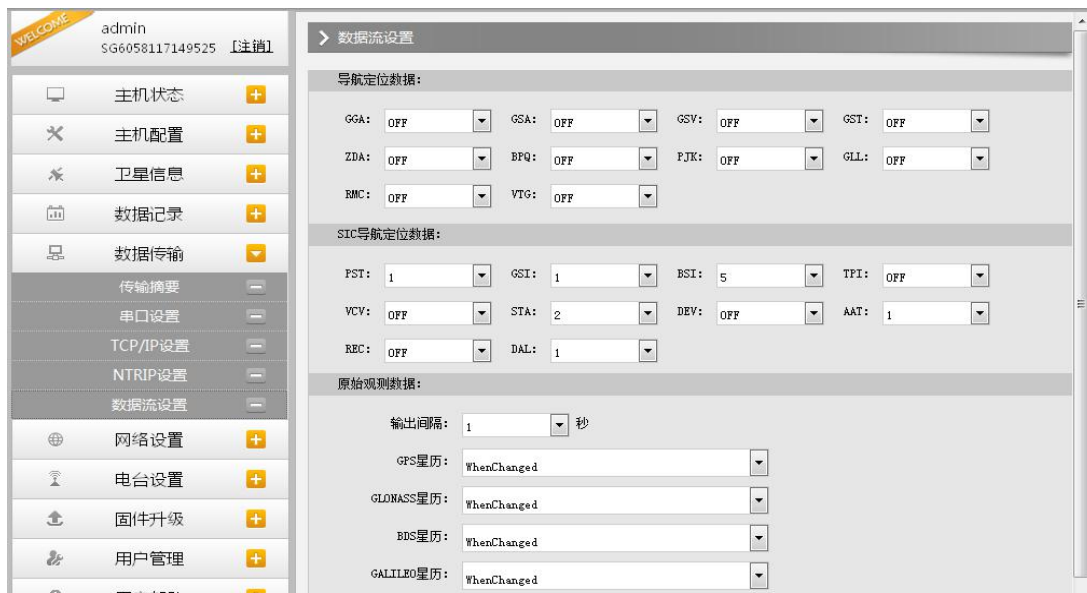 WELCOME
admin
SG6058117149525 [注销]
主机状态
主机配置
卫星信息
数据记录
数据传输
传输摘要
串口设置
TCP/IP设置
NTRIP设置
数据流设置
网络设置
电台设置
固件升级
用户管理
数据流设置
导航定位数据:
GGA: OFF GSA: OFF GSV: OFF GST: OFF
ZDA: OFF BPQ: OFF PJK: OFF GLL: OFF
RMC: OFF VTG: OFF
SIC导航定位数据:
PST: 1 GSI: 1 BSI: 5 TPI: OFF
VCV: OFF STA: 2 DEV: OFF AAT: 1
REC: OFF DAL: 1
原始观测数据:
输出间隔: 1 秒
GPS星历: WhenChanged
GLONASS星历: WhenChanged
BDS星历: WhenChanged
GALILEO星历: WhenChanged